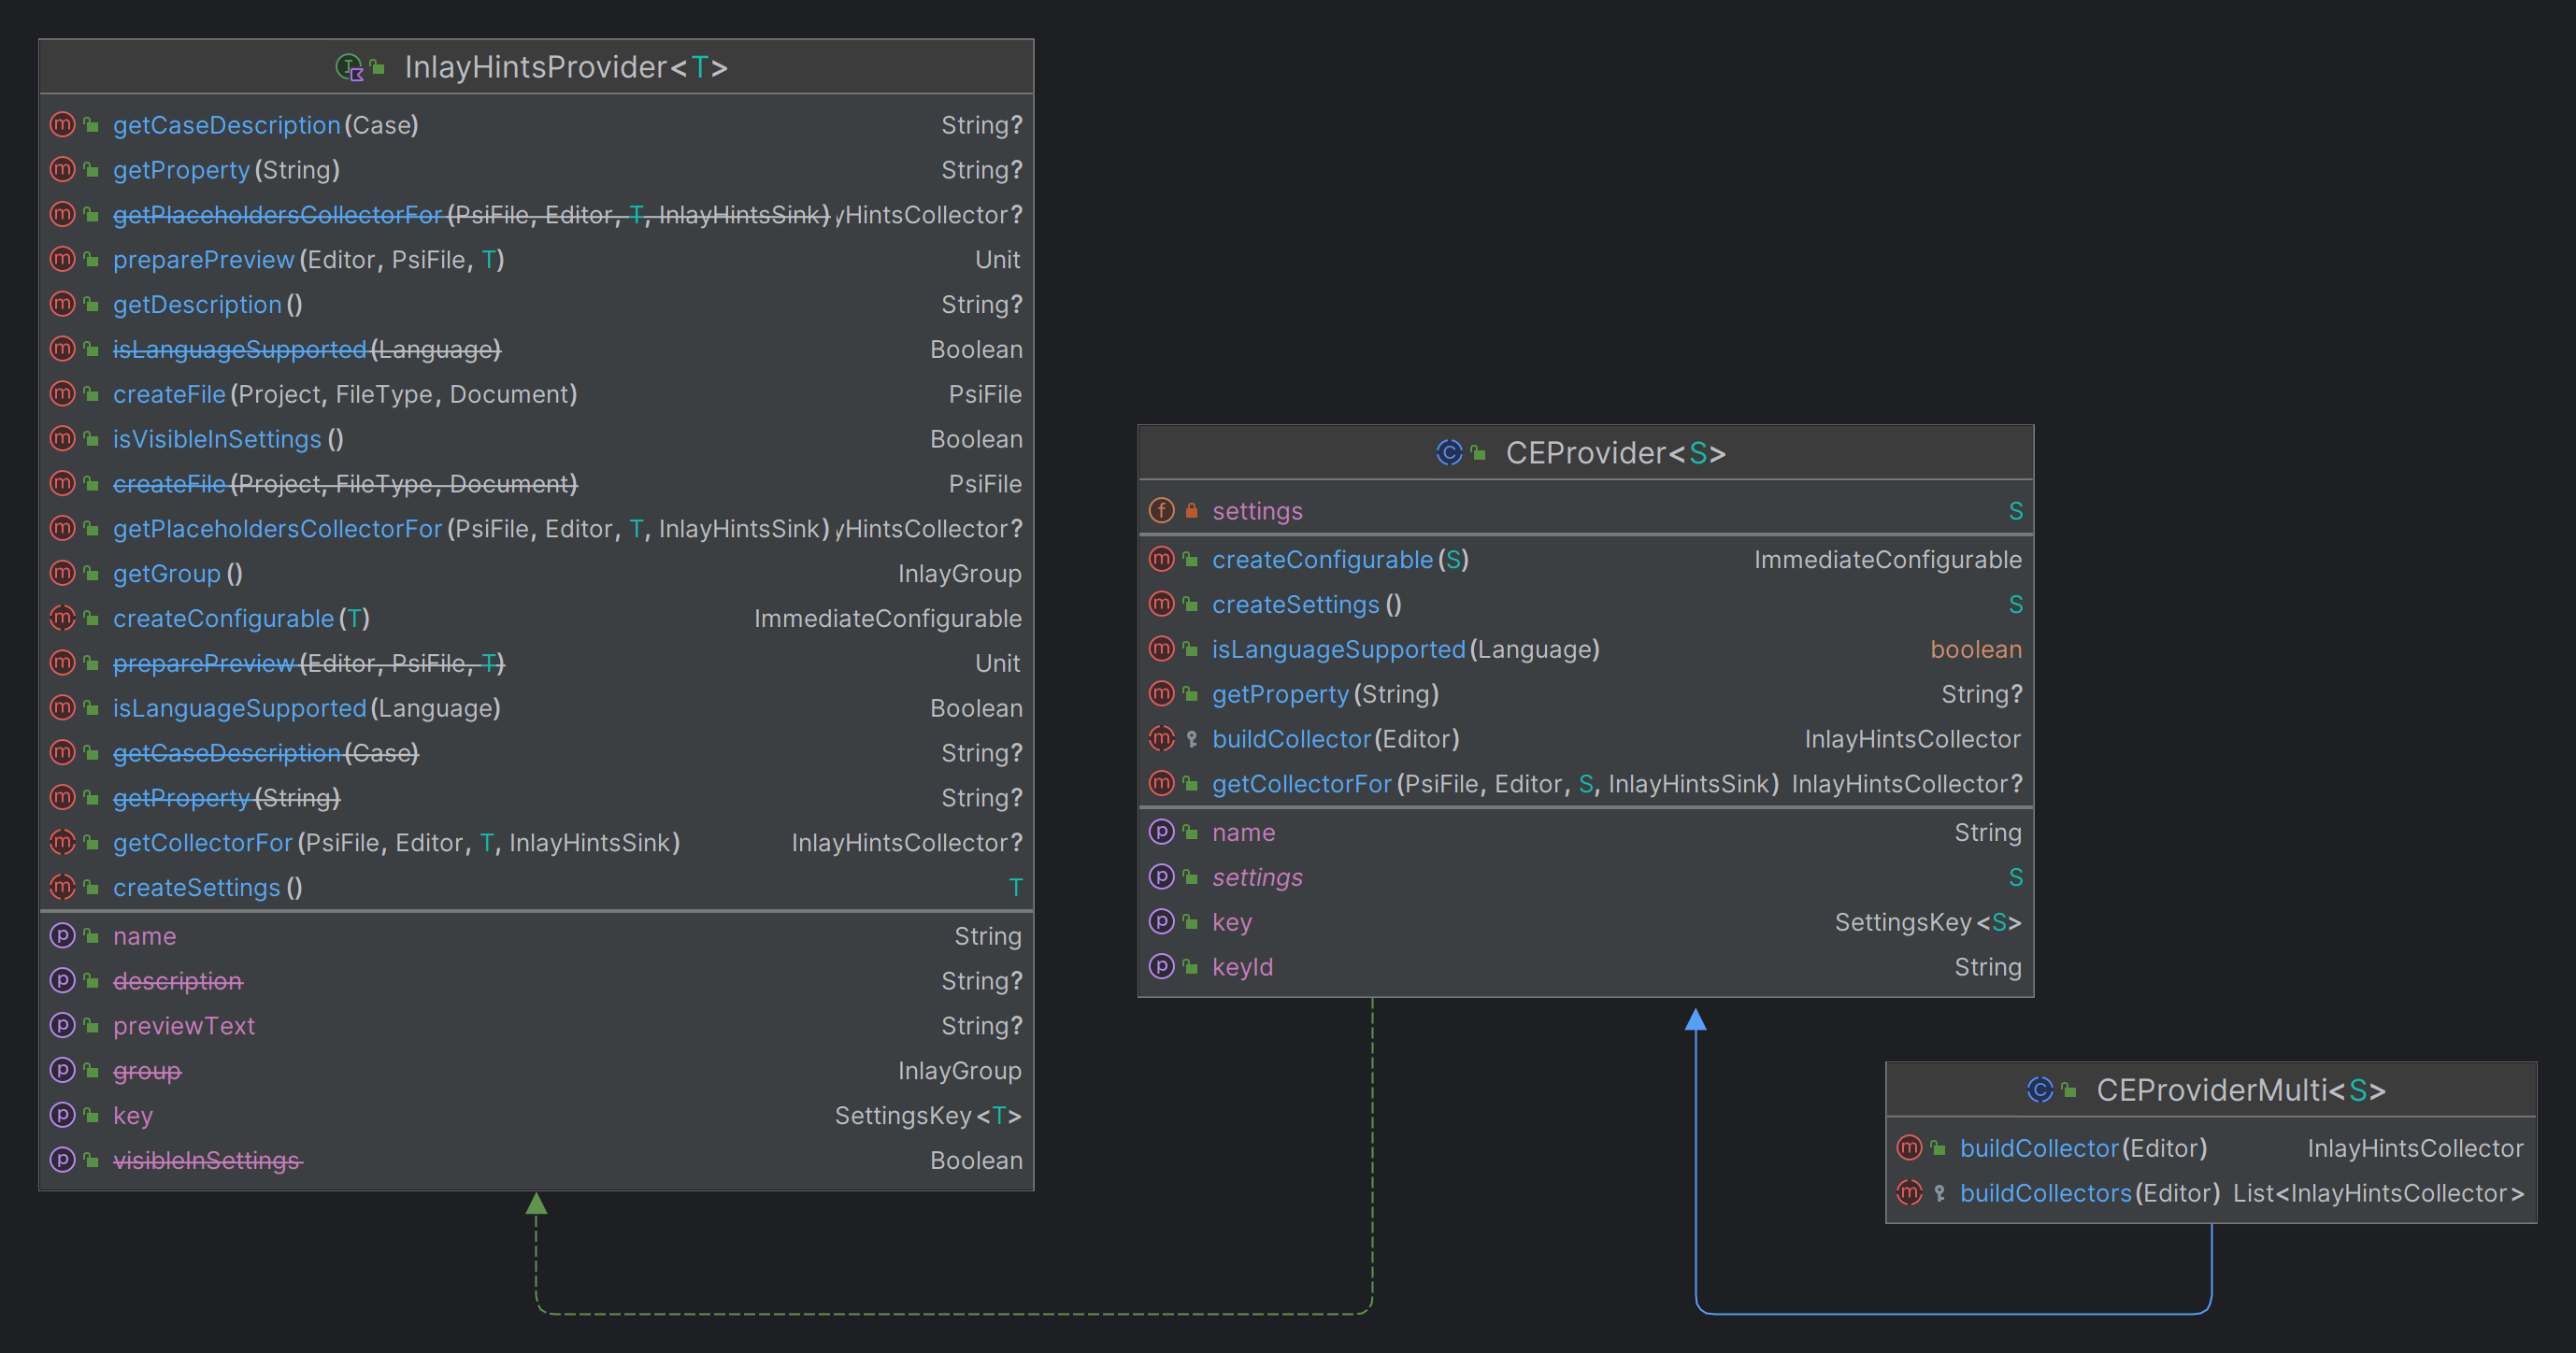 InlayHintsProvider<T>
getCaseDescription(Case) String?
getProperty(String) String?
getPlaceholdersCollectorFor(PsiFile, Editor, T, InlayHintsSink) yHintsCollector?
preparePreview(Editor, PsiFile, T) Unit
getDescription() String?
isLanguageSupported(Language) Boolean
createFile(Project, FileType, Document) PsiFile
isVisibleInSettings() Boolean
createFile(Project, FileType, Document) PsiFile
getPlaceholdersCollectorFor(PsiFile, Editor, T, InlayHintsSink) yHintsCollector?
getGroup() InlayGroup
createConfigurable(T) ImmediateConfigurable
preparePreview(Editor, PsiFile, T) Unit
isLanguageSupported(Language) Boolean
getCaseDescription(Case) String?
getProperty(String) String?
getCollectorFor(PsiFile, Editor, T, InlayHintsSink) InlayHintsCollector?
createSettings() T
name String
description String?
previewText String?
group InlayGroup
key SettingsKey<T>
visibleInSettings Boolean
CEProvider<S>
settings S
createConfigurable(S) ImmediateConfigurable
createSettings() S
isLanguageSupported(Language) boolean
getProperty(String) String?
buildCollector(Editor) InlayHintsCollector
getCollectorFor(PsiFile, Editor, S, InlayHintsSink) InlayHintsCollector?
name String
settings S
key SettingsKey<S>
keyId String
CEProviderMulti<S>
buildCollector(Editor) InlayHintsCollector
buildCollectors(Editor) List<InlayHintsCollector>